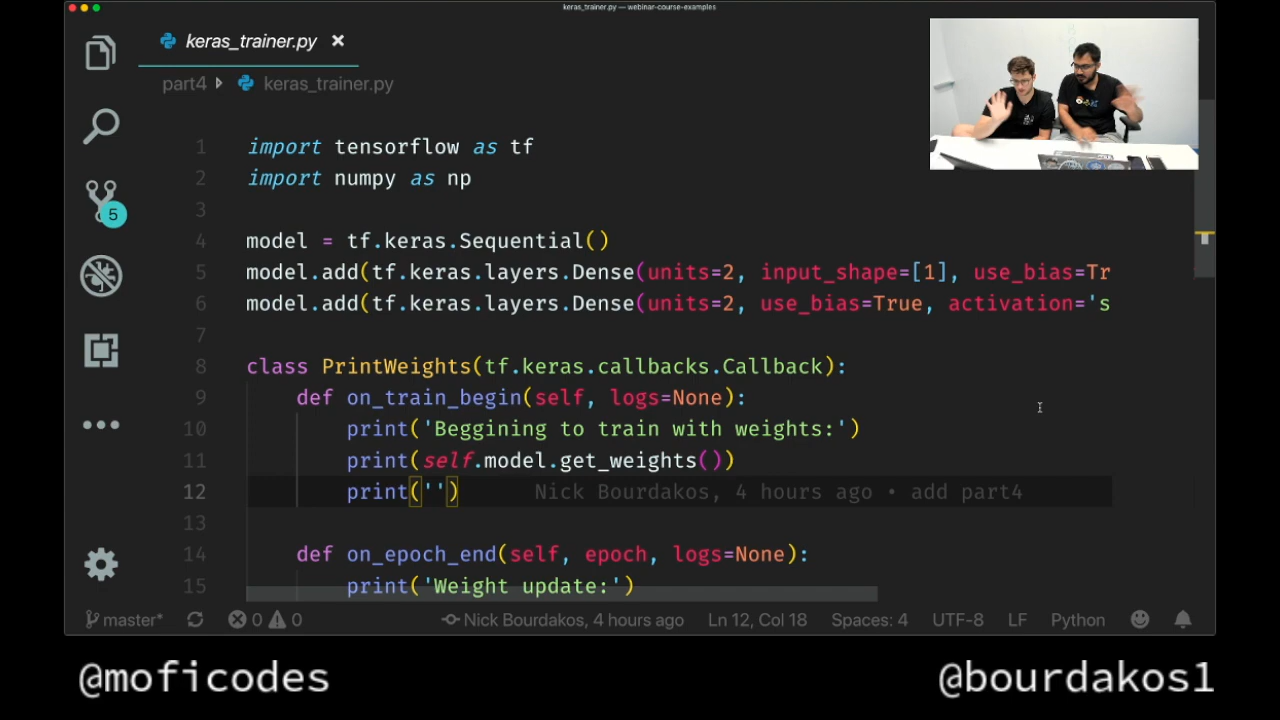 keras_trainer.py — webinar-course-examples
keras_trainer.py ×
part4 keras_trainer.py
1 import tensorflow as tf
2 import numpy as np
3
4 model = tf.keras.Sequential()
5 model.add(tf.keras.layers.Dense(units=2, input_shape=[1], use_bias=Tr
6 model.add(tf.keras.layers.Dense(units=2, use_bias=True, activation='s
7
8 class PrintWeights(tf.keras.callbacks.Callback):
9 def on_train_begin(self, logs=None):
10 print('Beggining to train with weights:')
11 print(self.model.get_weights())
12 print('') Nick Bourdakos, 4 hours ago • add part4
13
14 def on_epoch_end(self, epoch, logs=None):
15 print('Weight update:')
5
master* 0 0 Nick Bourdakos, 4 hours ago Ln 12, Col 18 Spaces: 4 UTF-8 LF Python
@moficodes @bourdakos1